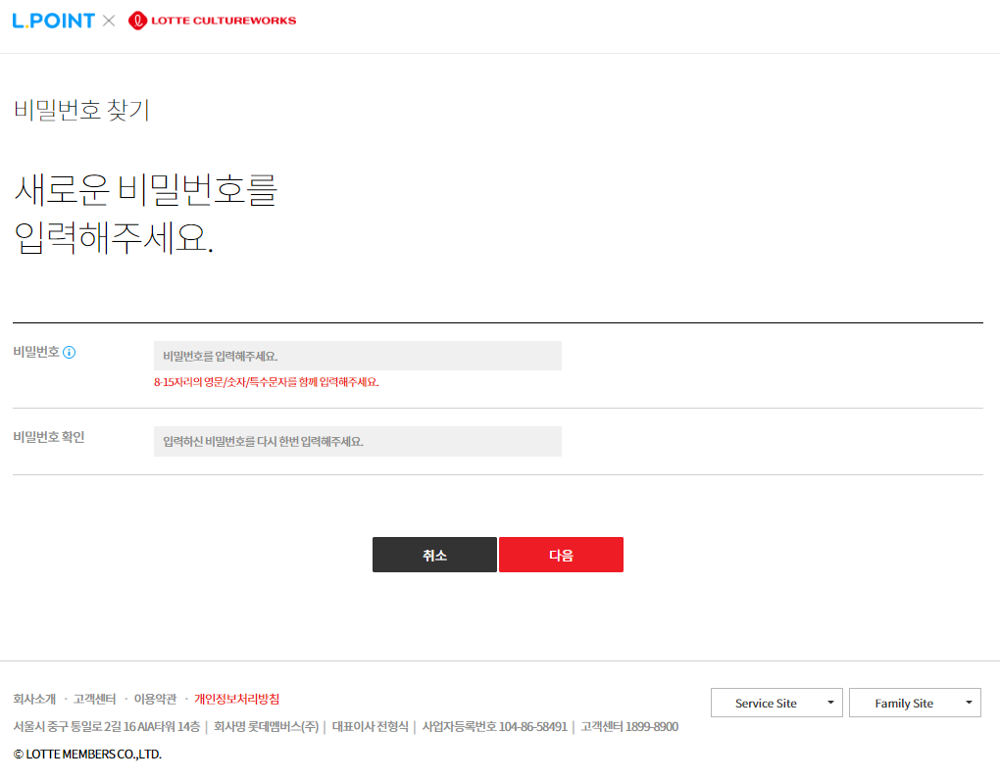 L.POINT × LOTTE CULTUREWORKS
비밀번호 찾기
새로운 비밀번호를
입력해주세요.
비밀번호 비밀번호를 입력해주세요.
8-15자리의 영문/숫자/특수문자를 함께 입력해주세요.
비밀번호 확인 입력하신 비밀번호를 다시 한번 입력해주세요.
취소 다음
회사소개 · 고객센터 · 이용약관 · 개인정보처리방침
서울시 중구 통일로 2길 16 AIA타워 14층 | 회사명 롯데멤버스(주) | 대표이사 전형식 | 사업자등록번호 104-86-58491 | 고객센터 1899-8900
© LOTTE MEMBERS CO.,LTD.
Service Site Family Site